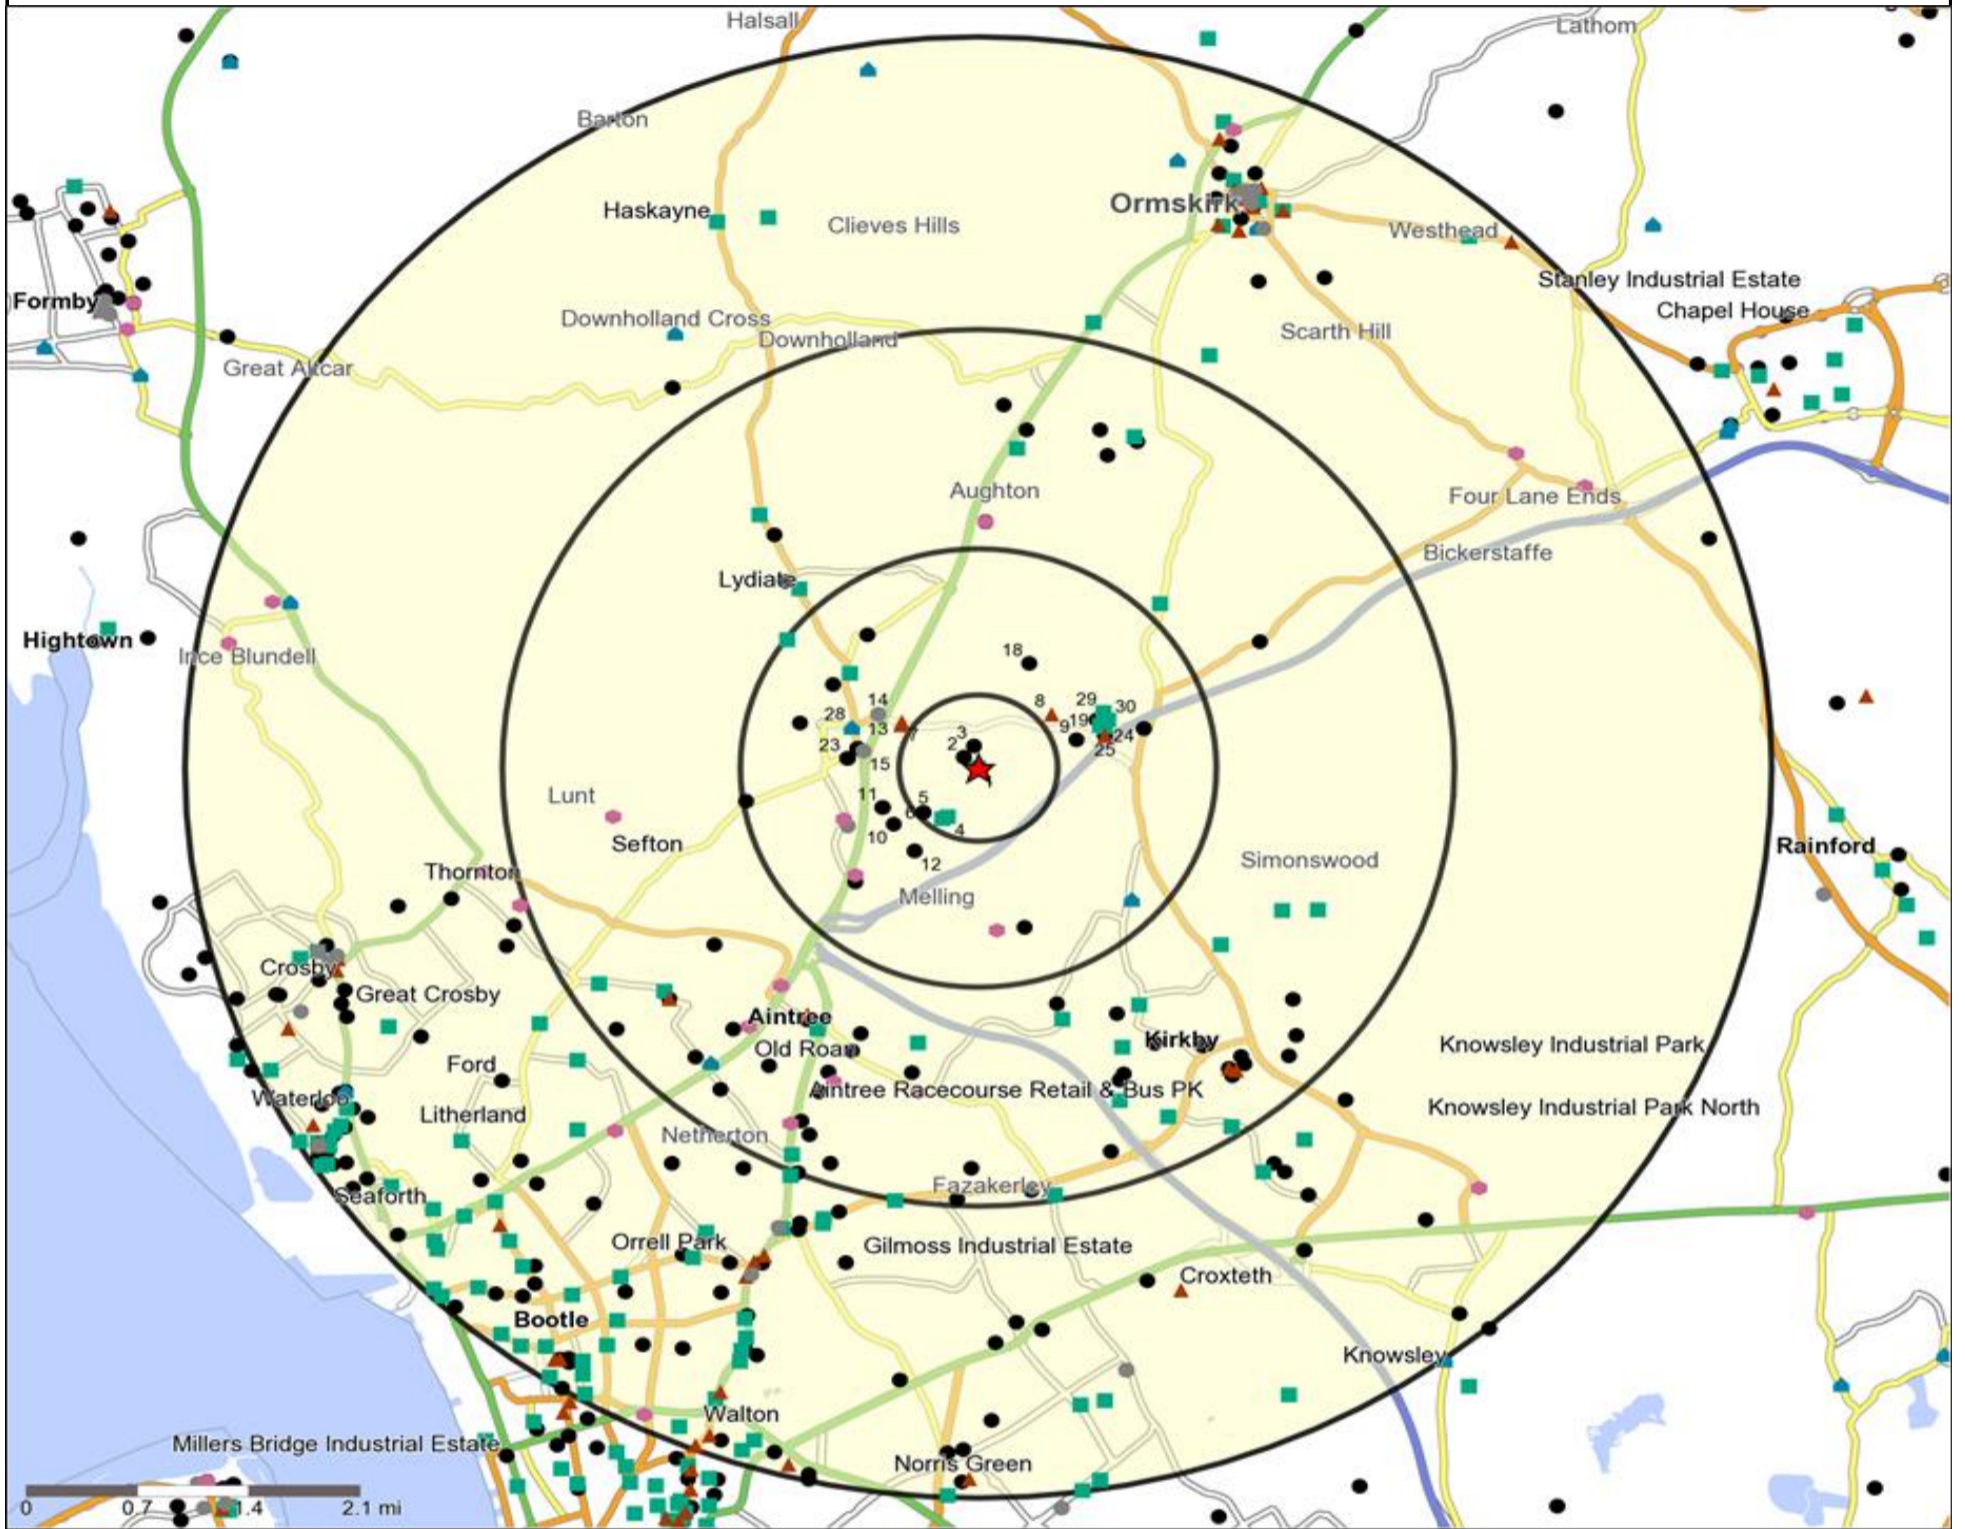 Halsall
Lathom
Barton
Haskayne
Clieves Hills
Ormskirk
Westhead
Stanley Industrial Estate
Chapel House
Formby
Downholland Cross
Downholland
Scarth Hill
Great Altcar
Aughton
Four Lane Ends
Bickerstaffe
Lydiate
Hightown
Ince Blundell
18
14
8
29
30
28
13
7
9
19
24
23
3
2
25
15
Lunt
11
5
6
4
10
Sefton
12
Simonswood
Rainford
Thornton
Melling
Crosby
Great Crosby
Aintree
Old Roan
Kirkby
Knowsley Industrial Park
Ford
Aintree Racecourse Retail & Bus PK
Waterloo
Litherland
Knowsley Industrial Park North
Netherton
Seaforth
Fazakerley
Orrell Park
Gilmoss Industrial Estate
Croxteth
Bootle
Knowsley
Walton
Millers Bridge Industrial Estate
Norris Green
0 0.7 1.4 2.1 mi